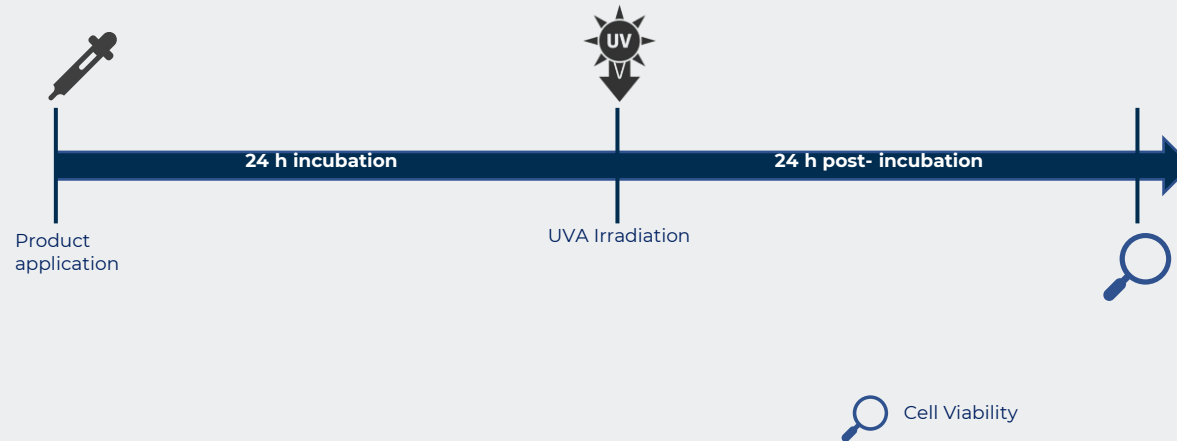 UV
24 h incubation
24 h post- incubation
Product
application
UVA Irradiation
Cell Viability